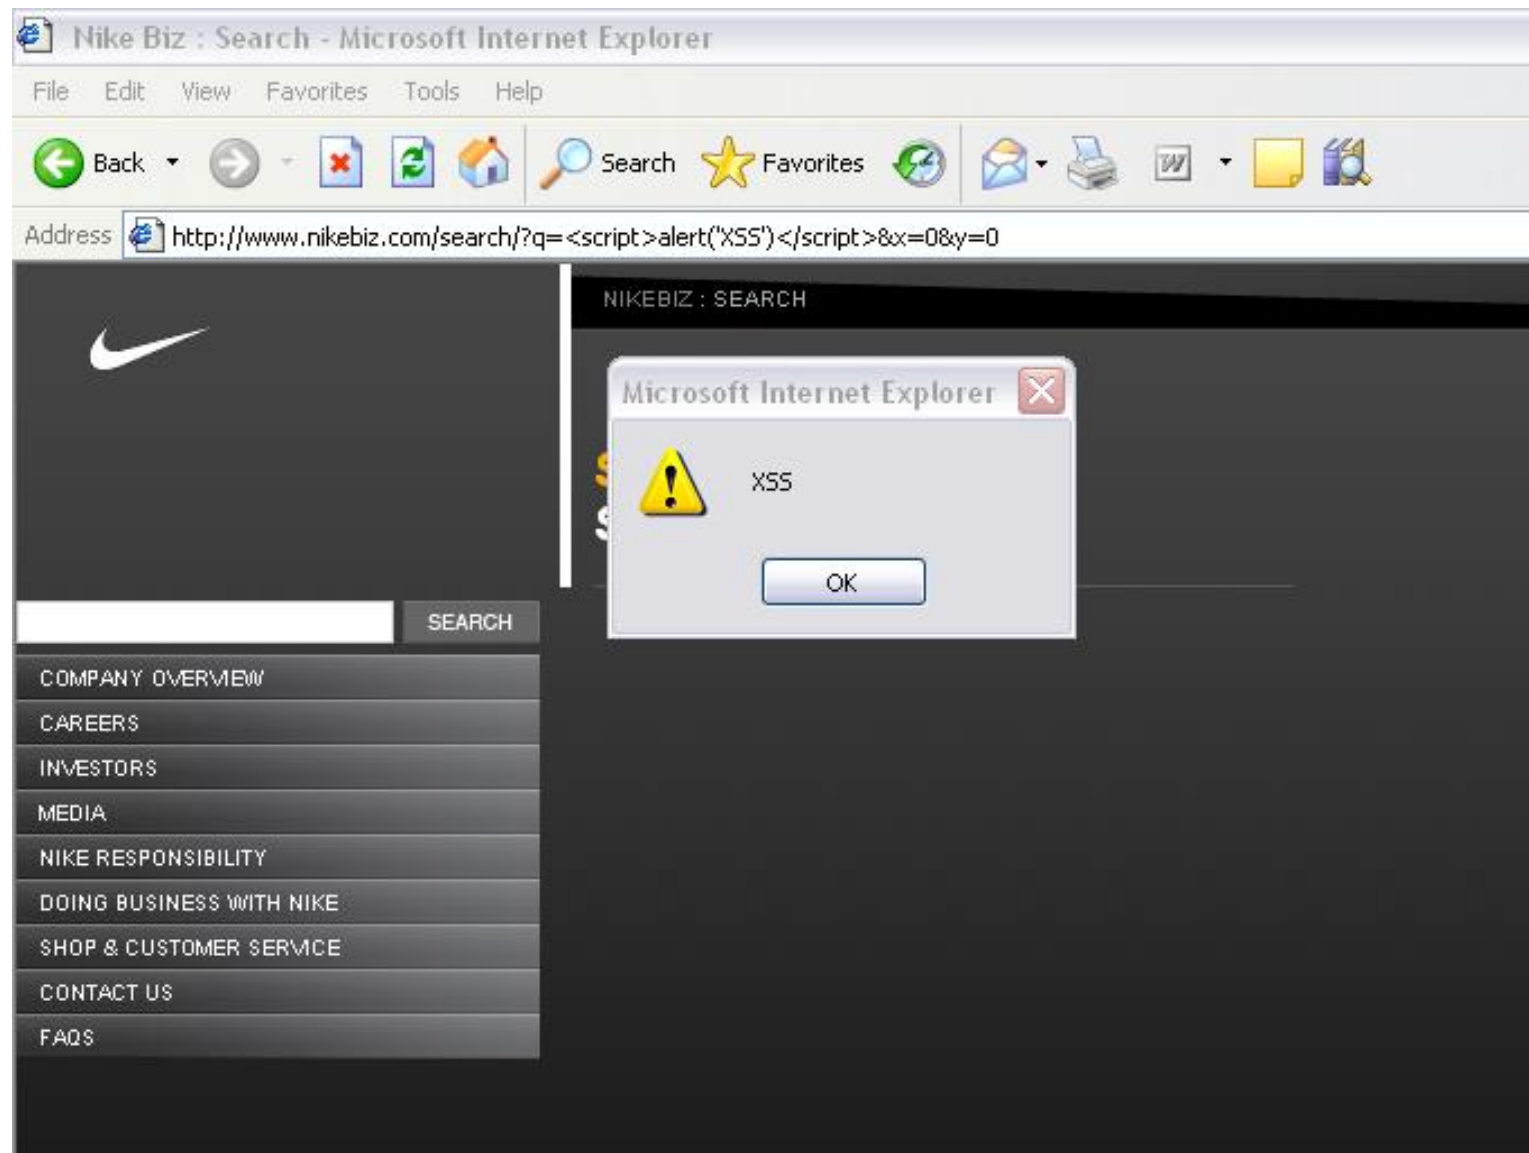 Nike Biz : Search - Microsoft Internet Explorer
File Edit View Favorites Tools Help
Back Search Favorites W
Address http://www.nikebiz.com/search/?q=<script>alert('XSS')</script>&x=0&y=0
NIKEBIZ : SEARCH
Microsoft Internet Explorer
XSS
OK
SEARCH
COMPANY OVERVIEW
CAREERS
INVESTORS
MEDIA
NIKE RESPONSIBILITY
DOING BUSINESS WITH NIKE
SHOP & CUSTOMER SERVICE
CONTACT US
FAQS